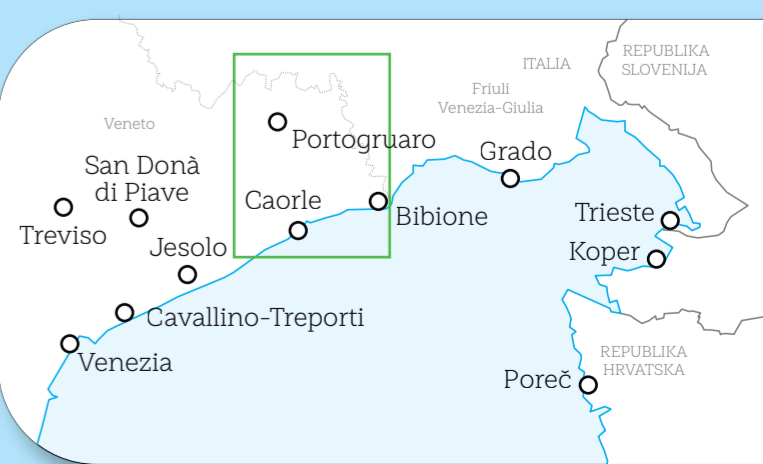 REPUBLIKA
SLOVENIJA
ITALIA
Friuli
Venezia-Giulia
Veneto
Portogruaro
Grado
San Donà
di Piave
Caorle
Bibione
Trieste
Treviso
Jesolo
Koper
Cavallino-Treporti
Venezia
REPUBLIKA
HRVATSKA
Poreč